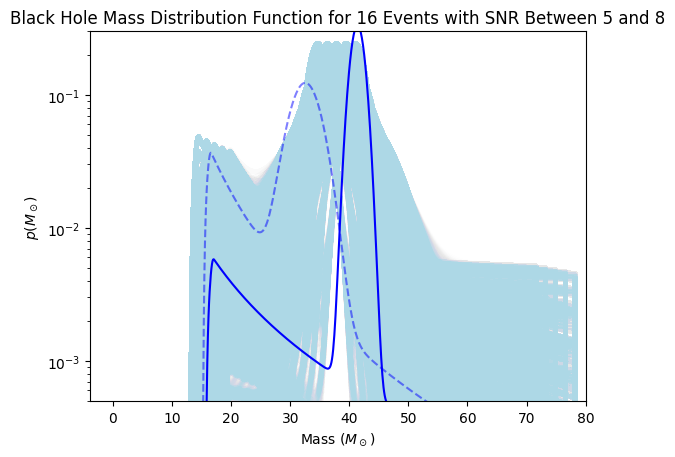 Black Hole Mass Distribution Function for 16 Events with SNR Between 5 and 8
10⁻¹
10⁻²
10⁻³
p(M⊙)
0 10 20 30 40 50 60 70 80
Mass (M⊙)